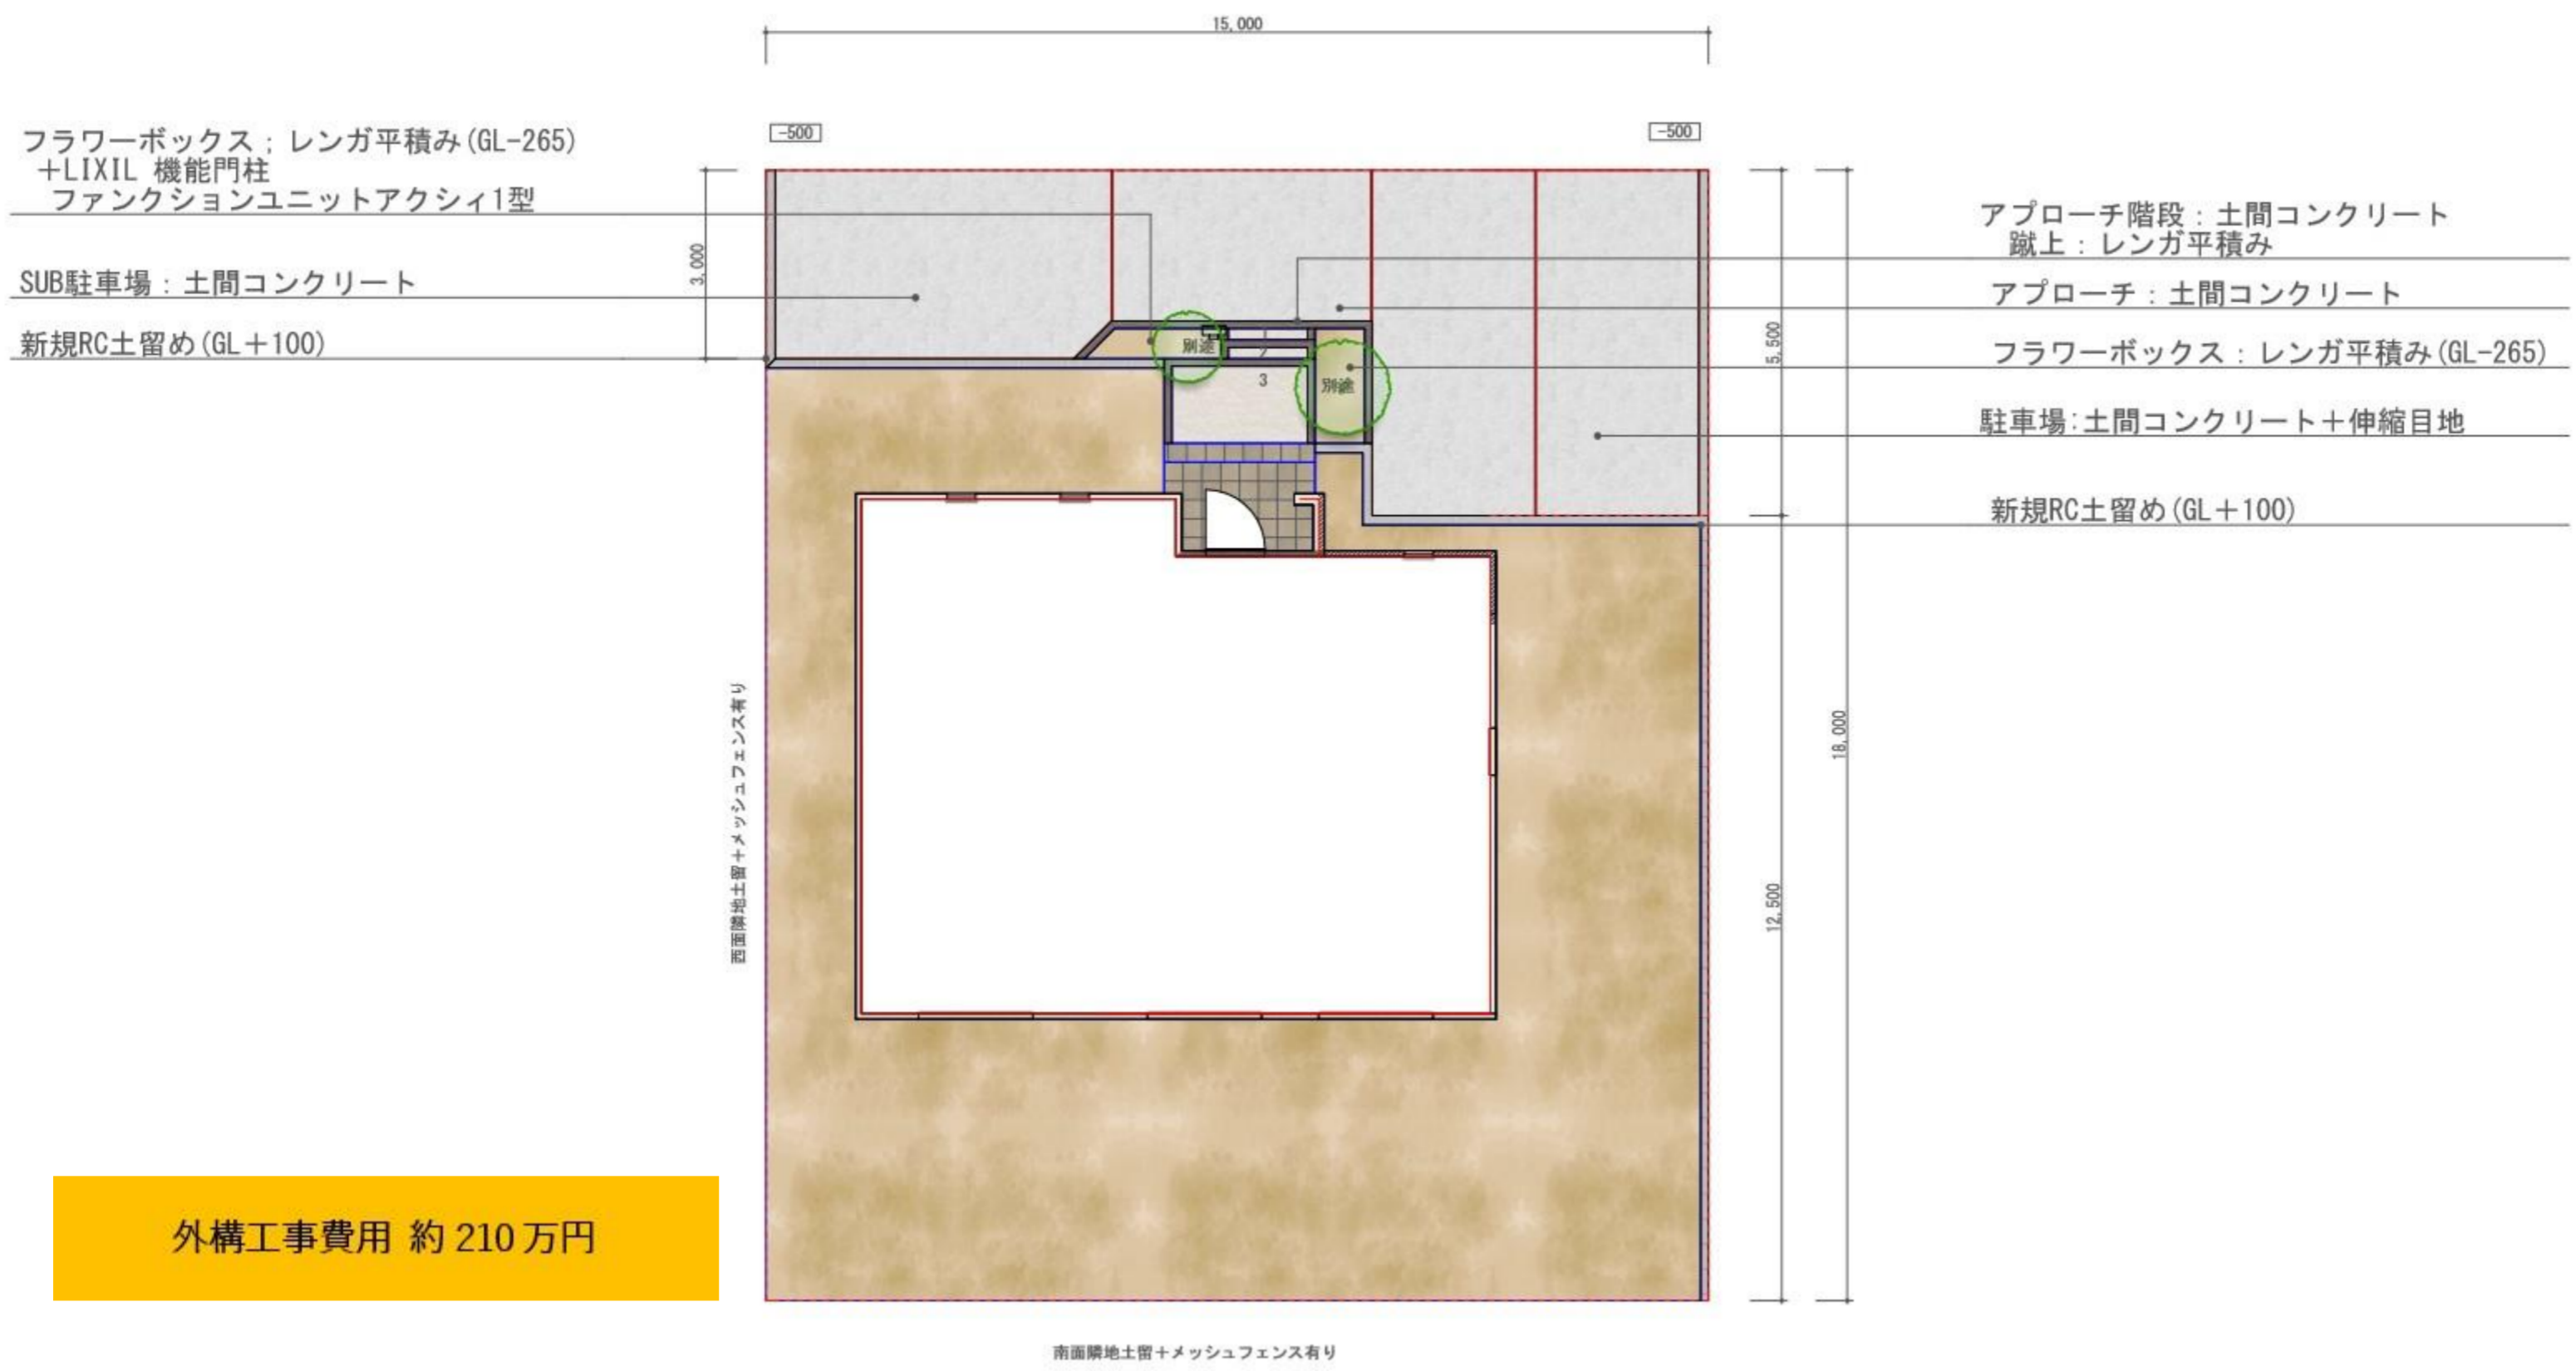 15,000
-500
-500
フラワーボックス；レンガ平積み(GL-265)
+LIXIL 機能門柱
ファンクションユニットアクシィ1型
SUB駐車場：土間コンクリート
新規RC土留め(GL+100)
3,000
アプローチ階段：土間コンクリート
蹴上：レンガ平積み
アプローチ：土間コンクリート
フラワーボックス：レンガ平積み(GL-265)
駐車場:土間コンクリート+伸縮目地
新規RC土留め(GL+100)
5,500
12,500
18,000
別途
1
2
3
別途
西面隣地土留+メッシュフェンス有り
外構工事費用 約210万円
南面隣地土留+メッシュフェンス有り